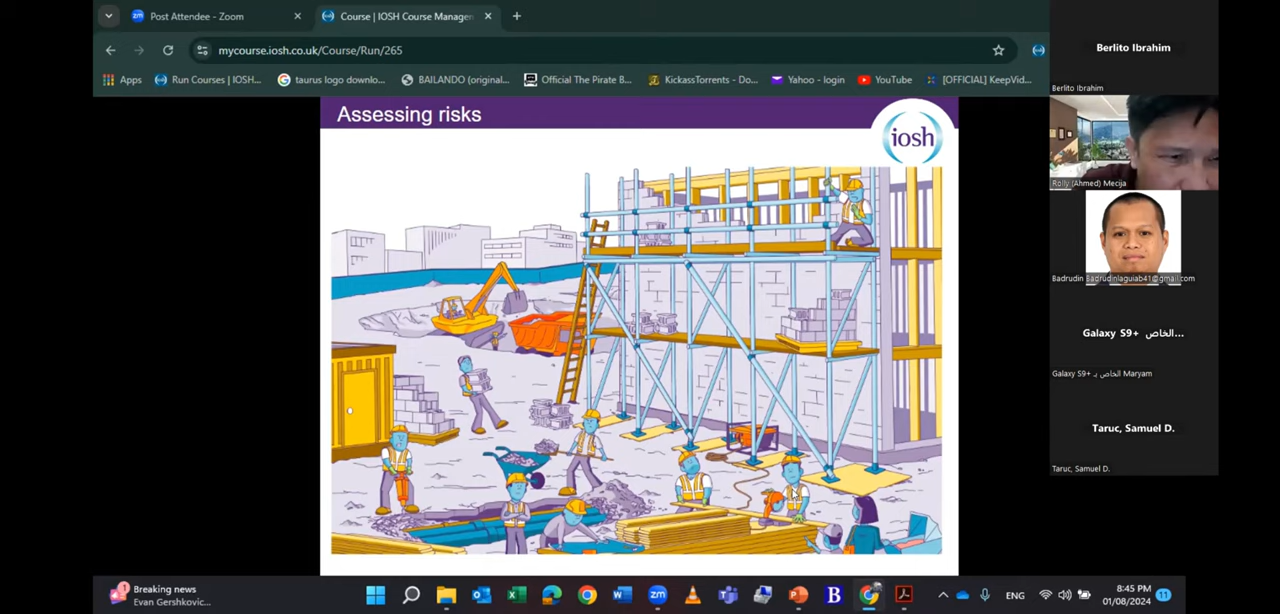 Post Attendee - Zoom
Course | IOSH Course Managem
mycourse.iosh.co.uk/Course/Run/265
Apps
Run Courses | IOSH...
taurus logo downlo...
BAILANDO (original...
Official The Pirate B...
KickassTorrents - Do...
Yahoo - login
YouTube
[OFFICIAL] KeepVid...
Assessing risks
iosh
Berlito Ibrahim
Berlito Ibrahim
Rolly (Ahmed) Mecija
Badrudin Badrudinlaguiab41@gmail.com
Galaxy S9+ الخاص...
Galaxy S9+ الخاص بـ Maryam
Taruc, Samuel D.
Taruc, Samuel D.
Breaking news
Evan Gershkovic...
ENG
8:45 PM
01/08/2024
11